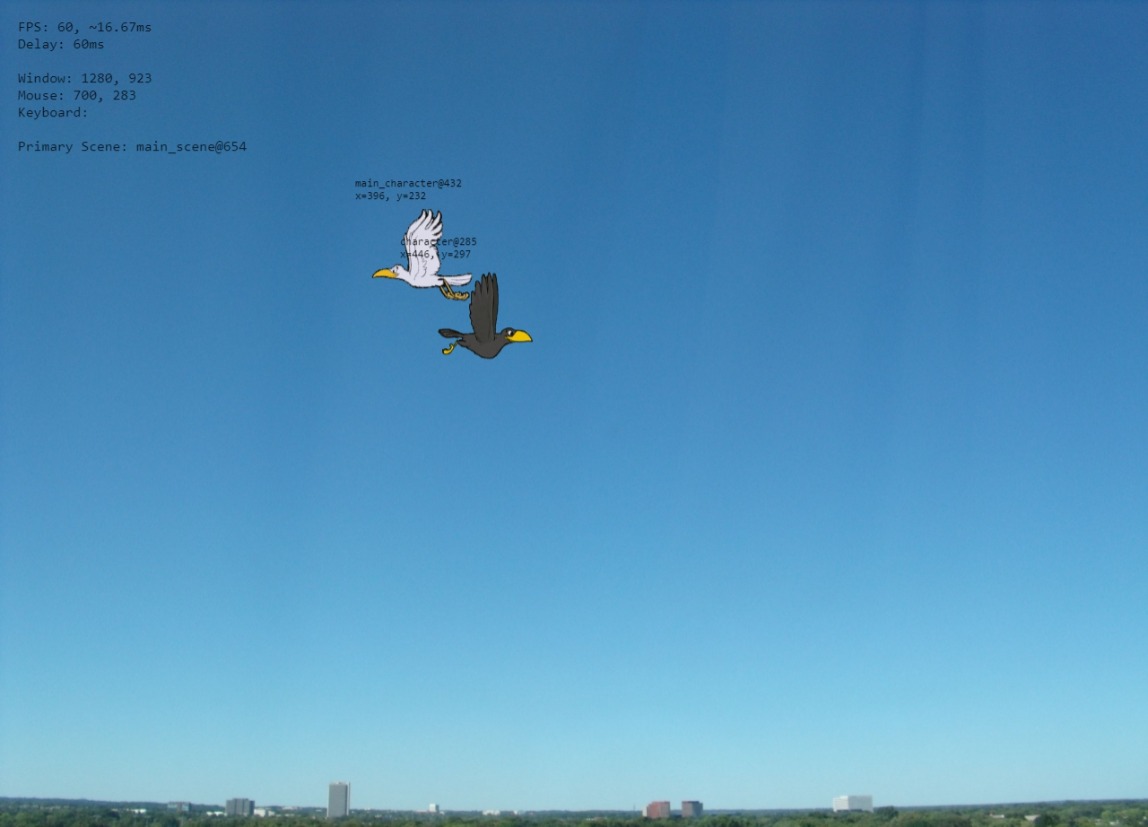 FPS: 60, ~16.67ms
Delay: 60ms
Window: 1280, 923
Mouse: 700, 283
Keyboard:
Primary Scene: main_scene@654
main_character@432
x=396, y=232
character@285
x=446, y=297